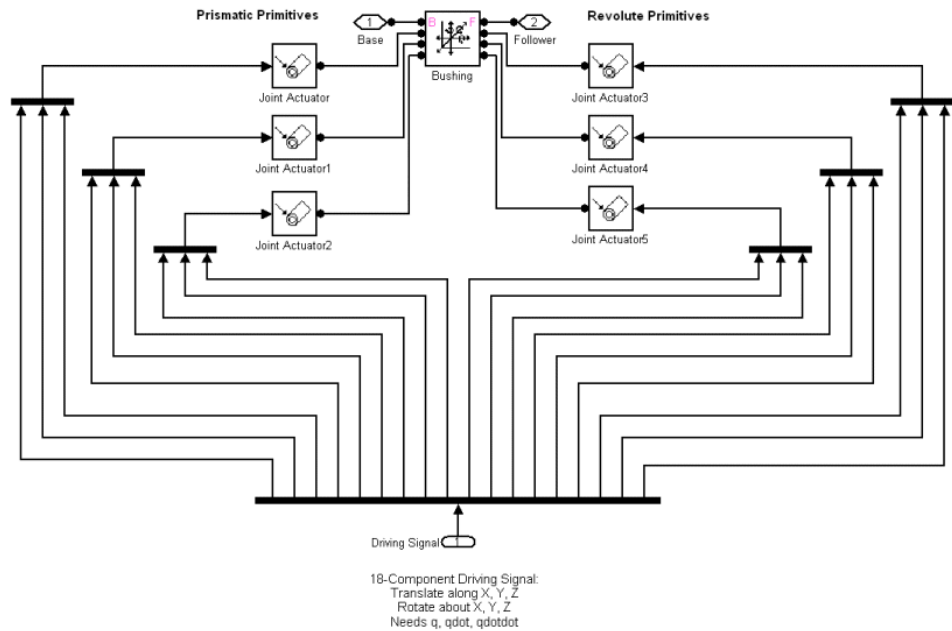 Prismatic Primitives
Revolute Primitives
1
B
F
2
Base
Follower
Bushing
Joint Actuator
Joint Actuator3
Joint Actuator1
Joint Actuator4
Joint Actuator2
Joint Actuator5
Driving Signal
1
18-Component Driving Signal:
Translate along X, Y, Z
Rotate about X, Y, Z
Needs q, qdot, qdotdot